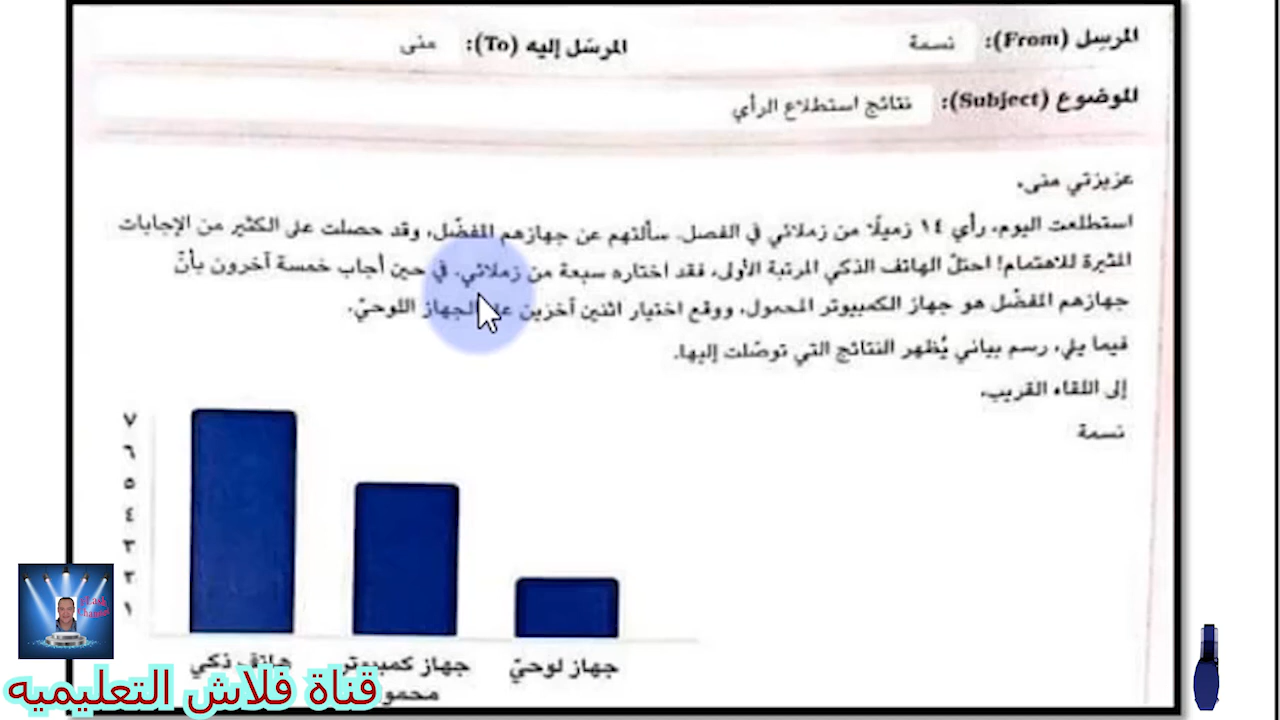 المرسِل (From): نسمة
المرسَل إليه (To): منى
الموضوع (Subject): نتائج استطلاع الرأي
عزيزتي منى،
استطلعت اليوم، رأي ١٤ زميلًا من زملائي في الفصل. سألتهم عن جهازهم المفضّل، وقد حصلت على الكثير من الإجابات
المثيرة للاهتمام! احتلّ الهاتف الذكي المرتبة الأولى، فقد اختاره سبعة من زملائي، في حين أجاب خمسة آخرون بأنّ
جهازهم المفضّل هو جهاز الكمبيوتر المحمول، ووقع اختيار اثنين آخرين على الجهاز اللوحيّ.
فيما يلي، رسم بياني يُظهر النتائج التي توصّلت إليها.
إلى اللقاء القريب،
نسمة
٧
٦
٥
٤
٣
٢
١
هاتف ذكي
جهاز كمبيوتر
محمول
جهاز لوحيّ
قناة فلاش التعليميه